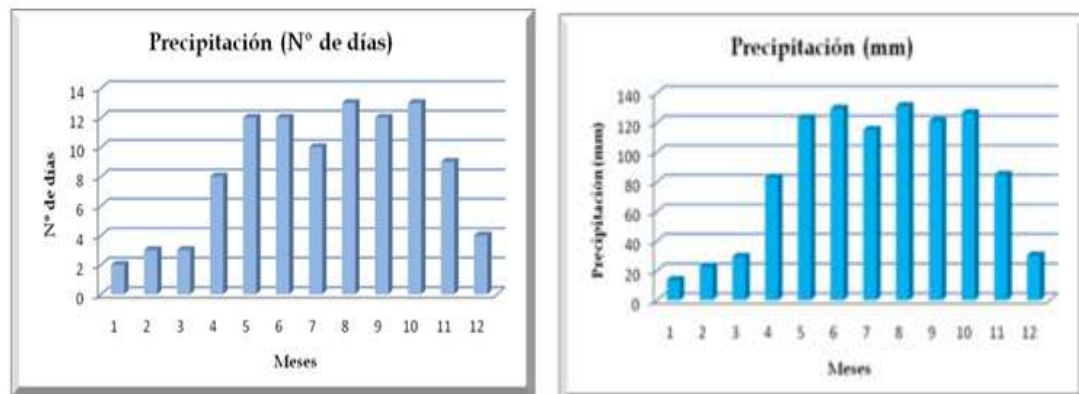 Precipitación (N° de días)
N° de días
14
12
10
8
6
4
2
0
1 2 3 4 5 6 7 8 9 10 11 12
Meses
Precipitación (mm)
Precipitación (mm)
140
120
100
80
60
40
20
0
1 2 3 4 5 6 7 8 9 10 11 12
Meses